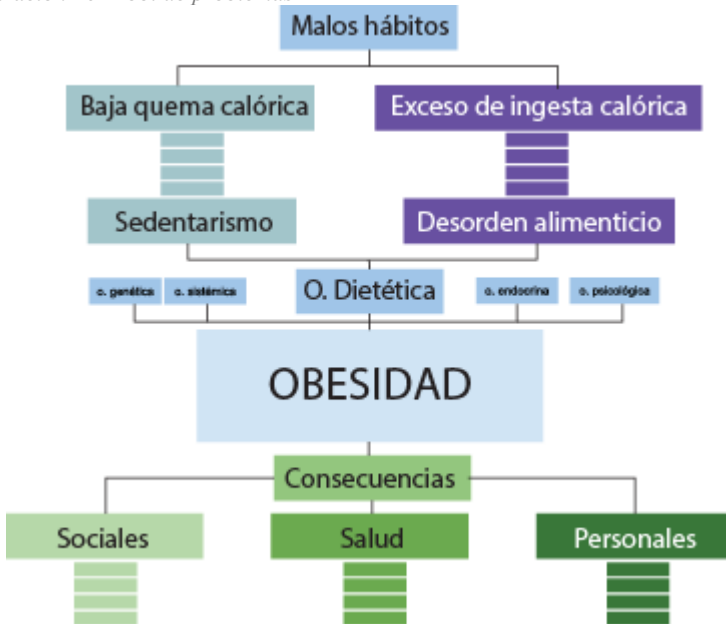 Malos hábitos
Baja quema calórica
Exceso de ingesta calórica
Sedentarismo
Desorden alimenticio
o. genética
o. sistémica
O. Dietética
o. endocrina
o. psicológica
OBESIDAD
Consecuencias
Sociales
Salud
Personales